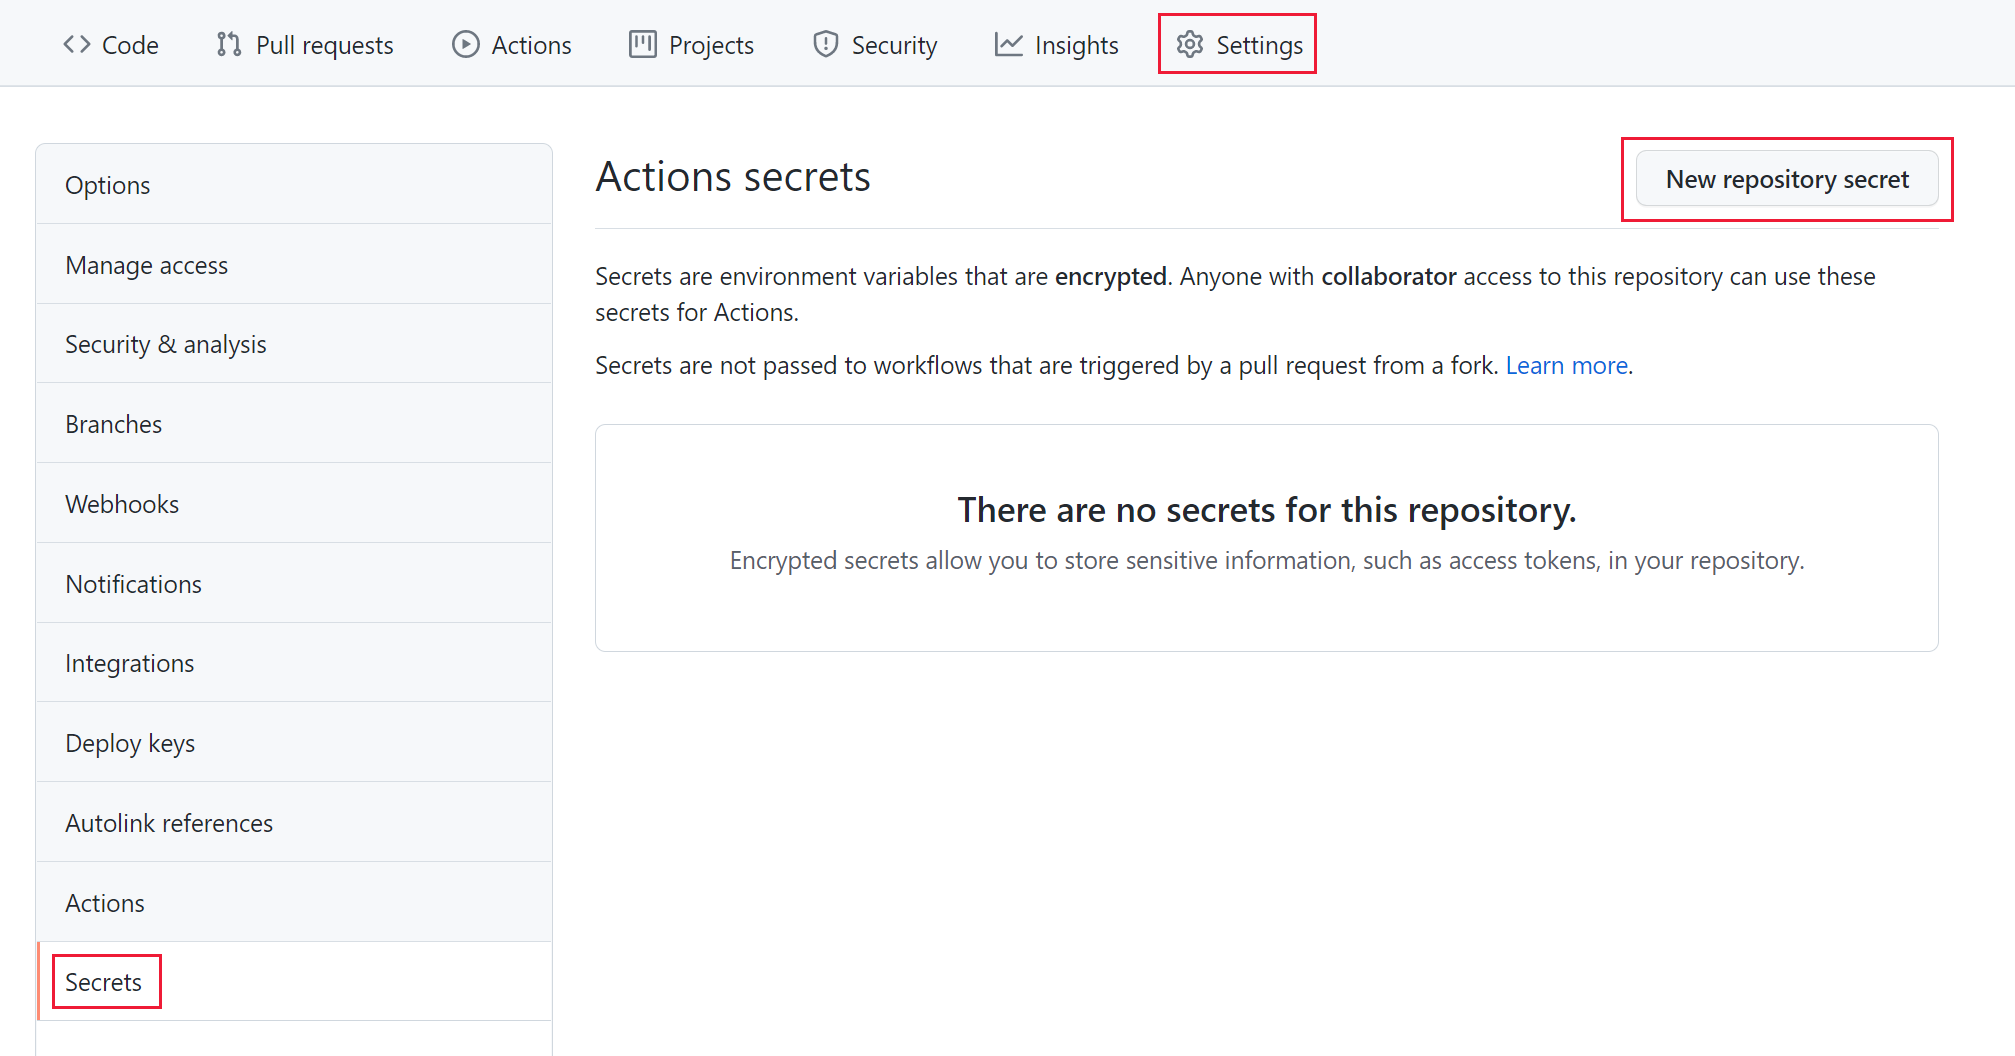 Code Pull requests Actions Projects Security Insights Settings
Options
Manage access
Security & analysis
Branches
Webhooks
Notifications
Integrations
Deploy keys
Autolink references
Actions
Secrets
Actions secrets
New repository secret
Secrets are environment variables that are encrypted. Anyone with collaborator access to this repository can use these
secrets for Actions.
Secrets are not passed to workflows that are triggered by a pull request from a fork. Learn more.
There are no secrets for this repository.
Encrypted secrets allow you to store sensitive information, such as access tokens, in your repository.